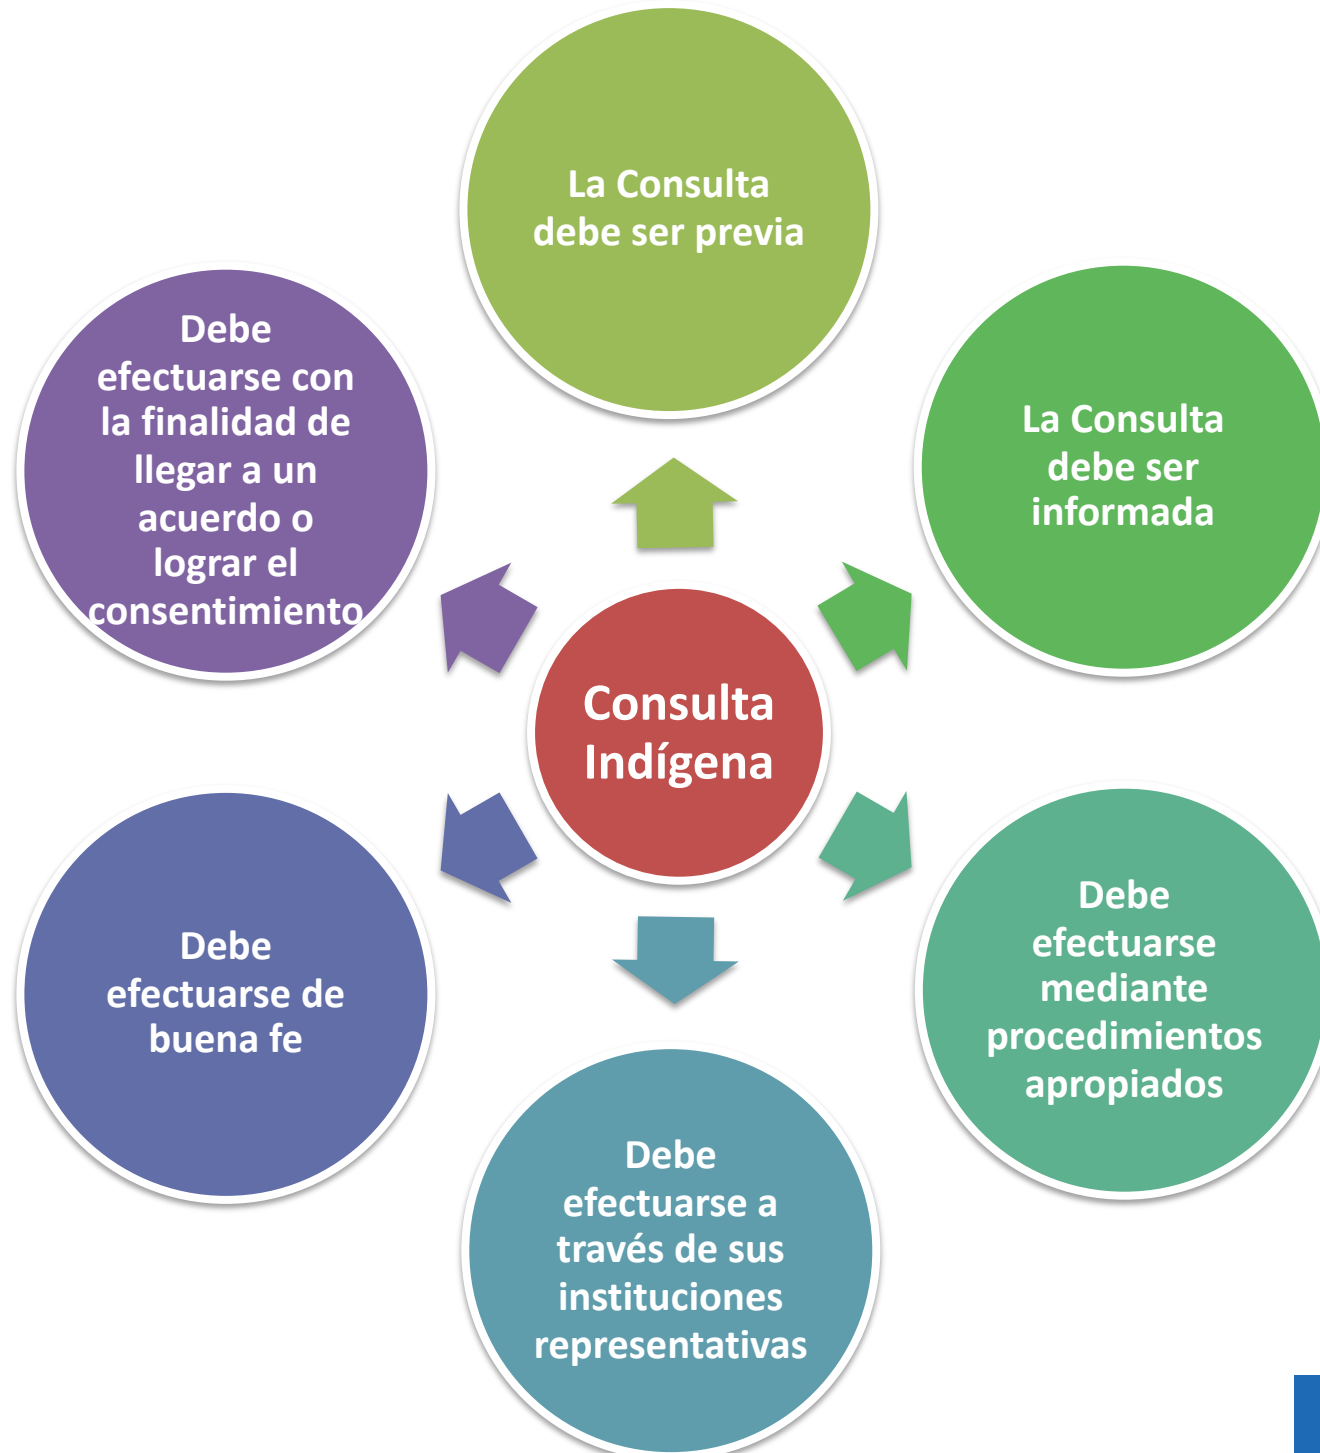 La Consulta
debe ser previa
La Consulta
debe ser
informada
Debe
efectuarse
mediante
procedimientos
apropiados
Debe
efectuarse a
través de sus
instituciones
representativas
Debe
efectuarse de
buena fe
Debe
efectuarse con
la finalidad de
llegar a un
acuerdo o
lograr el
consentimiento
Consulta
Indígena